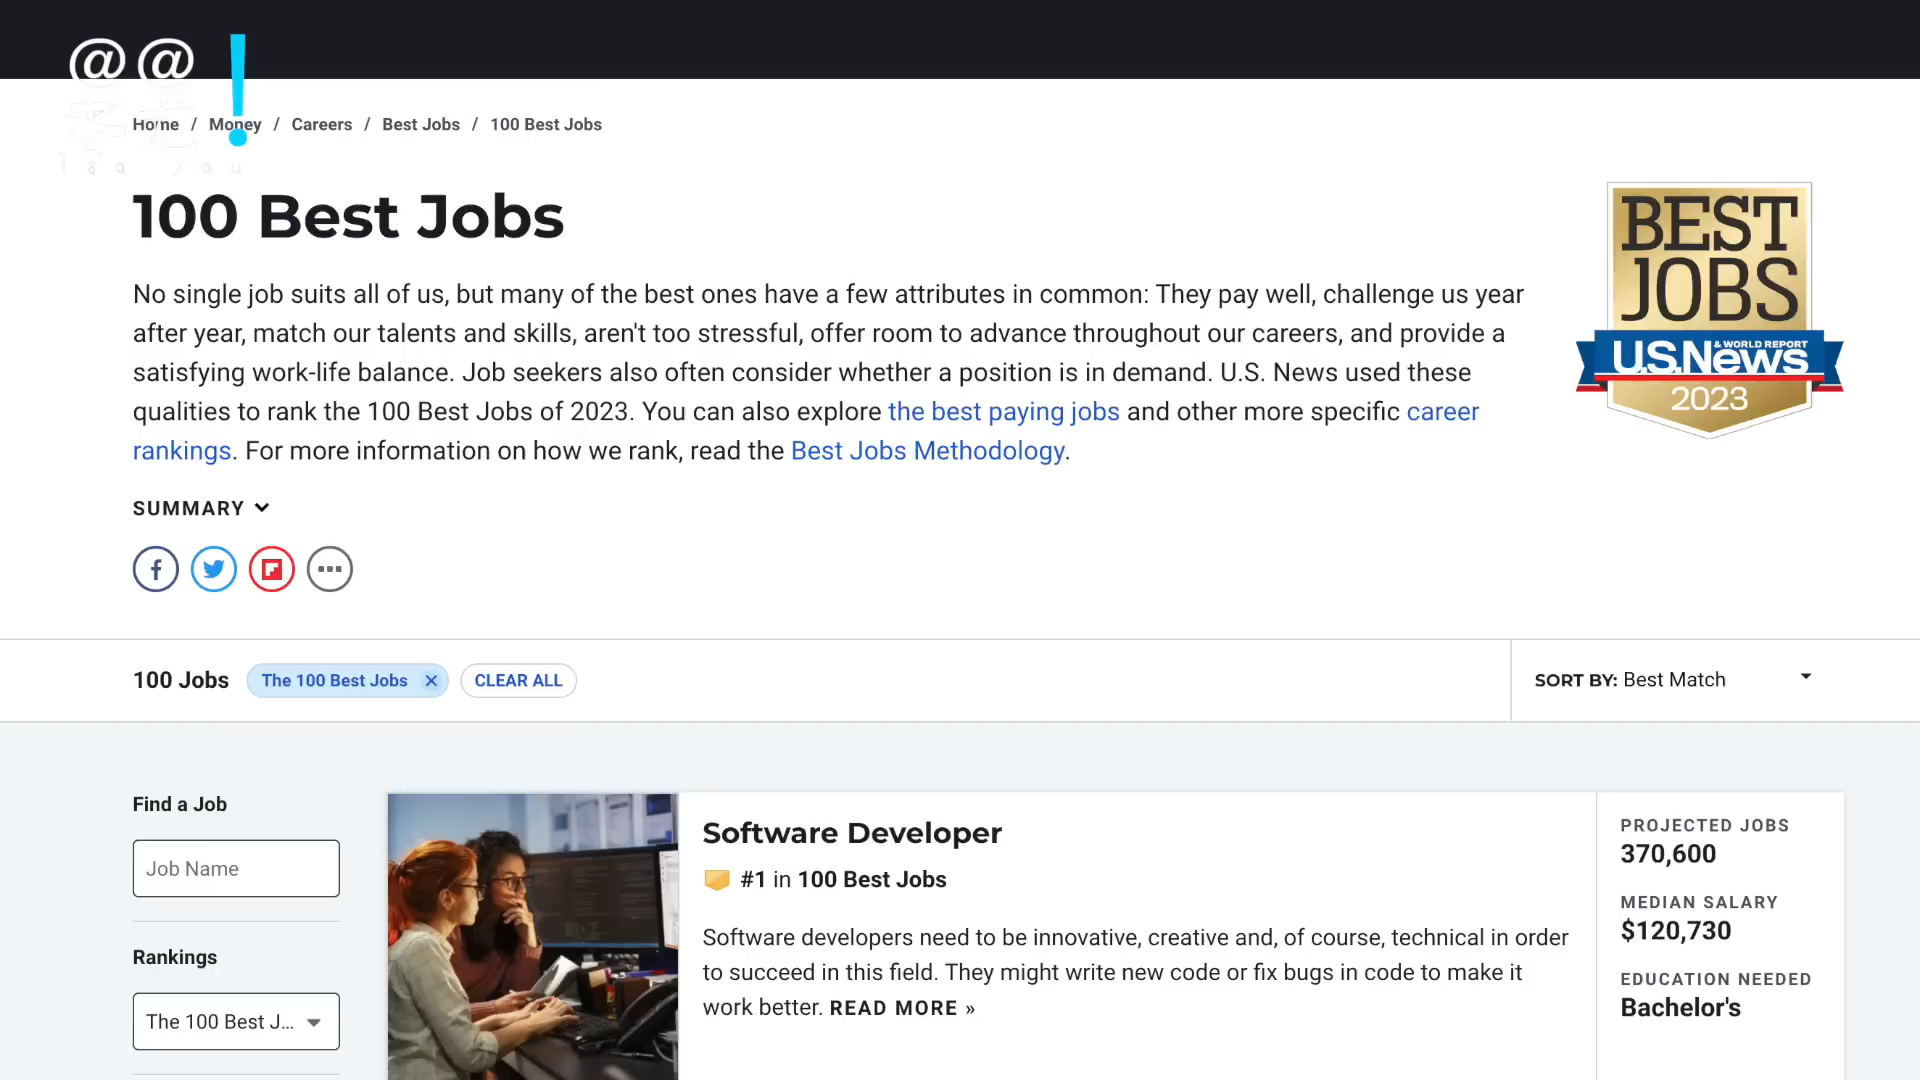 @@!
Home / Money / Careers / Best Jobs / 100 Best Jobs
100 Best Jobs
No single job suits all of us, but many of the best ones have a few attributes in common: They pay well, challenge us year
after year, match our talents and skills, aren't too stressful, offer room to advance throughout our careers, and provide a
satisfying work-life balance. Job seekers also often consider whether a position is in demand. U.S. News used these
qualities to rank the 100 Best Jobs of 2023. You can also explore the best paying jobs and other more specific career
rankings. For more information on how we rank, read the Best Jobs Methodology.
BEST
JOBS
U.S.News
& WORLD REPORT
2023
SUMMARY
100 Jobs
The 100 Best Jobs
CLEAR ALL
SORT BY: Best Match
Find a Job
Job Name
Rankings
The 100 Best J...
Software Developer
#1 in 100 Best Jobs
Software developers need to be innovative, creative and, of course, technical in order
to succeed in this field. They might write new code or fix bugs in code to make it
work better. READ MORE »
PROJECTED JOBS
370,600
MEDIAN SALARY
$120,730
EDUCATION NEEDED
Bachelor's